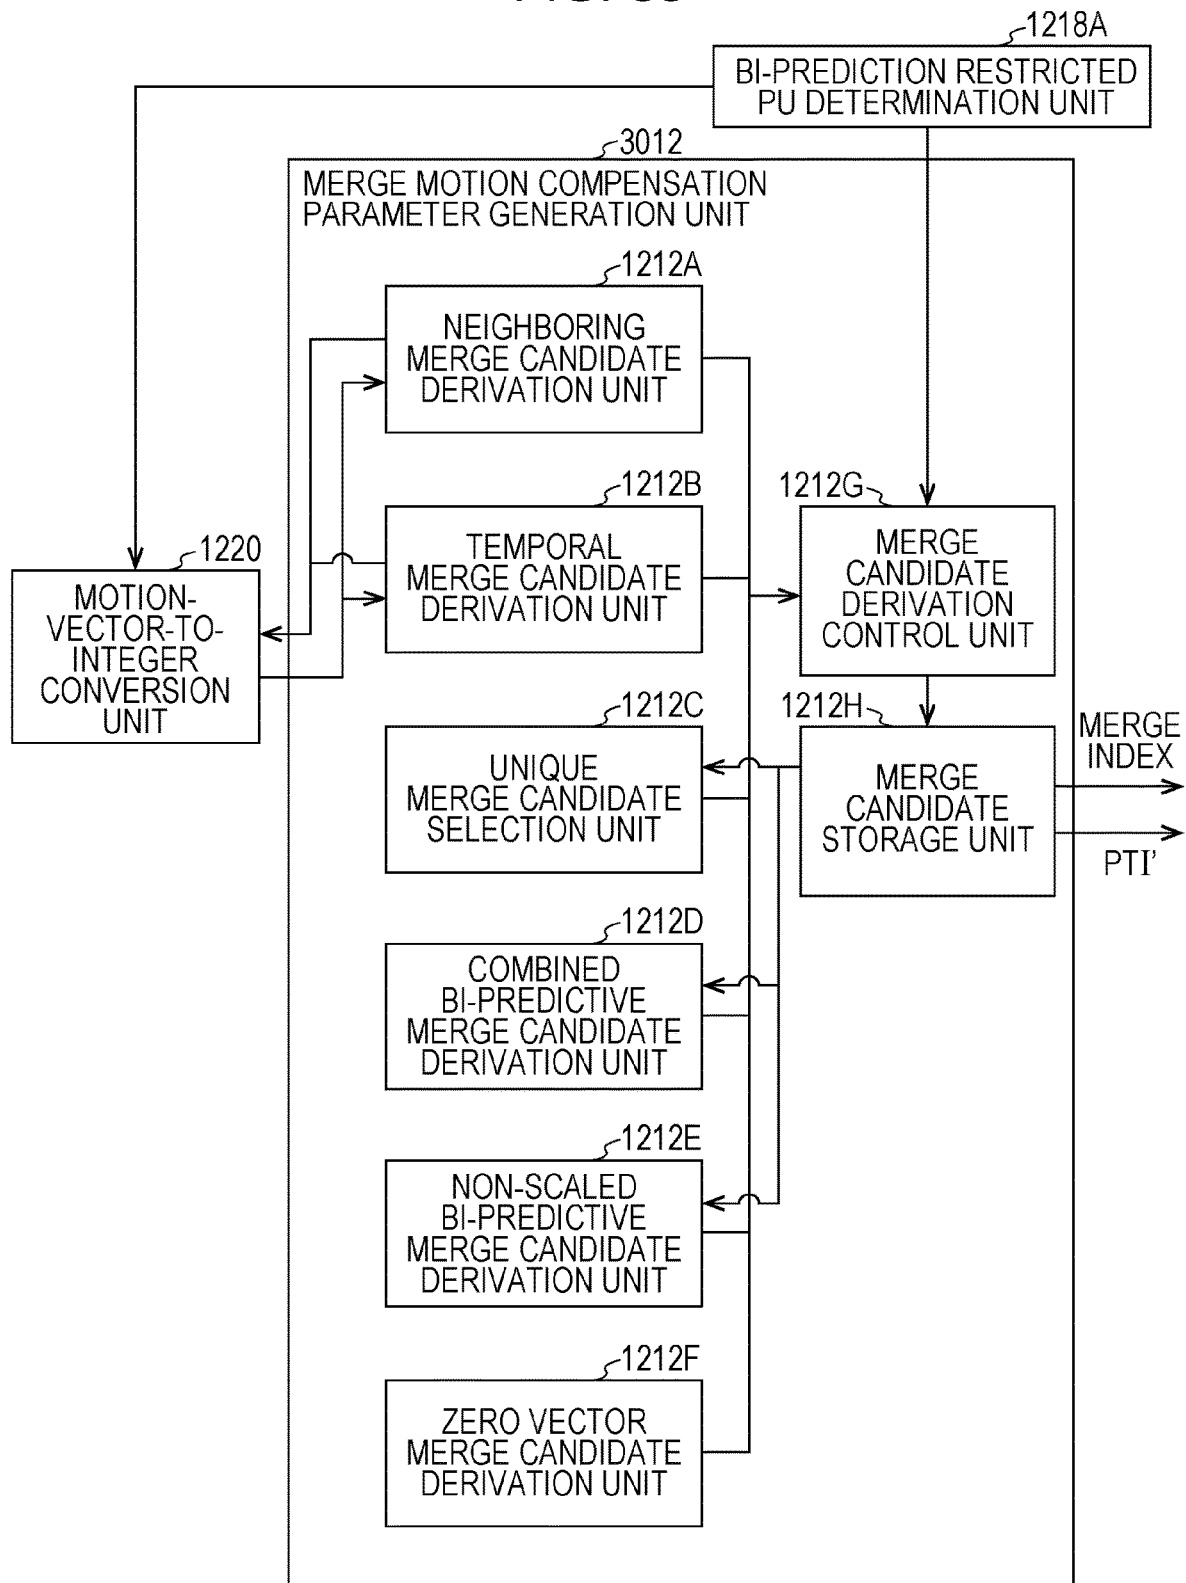 1218A
BI-PREDICTION RESTRICTED
PU DETERMINATION UNIT
3012
MERGE MOTION COMPENSATION
PARAMETER GENERATION UNIT
1212A
NEIGHBORING
MERGE CANDIDATE
DERIVATION UNIT
1212B
TEMPORAL
MERGE CANDIDATE
DERIVATION UNIT
1212G
MERGE
CANDIDATE
DERIVATION
CONTROL UNIT
1220
MOTION-
VECTOR-TO-
INTEGER
CONVERSION
UNIT
1212C
UNIQUE
MERGE CANDIDATE
SELECTION UNIT
1212H
MERGE
CANDIDATE
STORAGE UNIT
MERGE
INDEX
PTI'
1212D
COMBINED
BI-PREDICTIVE
MERGE CANDIDATE
DERIVATION UNIT
1212E
NON-SCALED
BI-PREDICTIVE
MERGE CANDIDATE
DERIVATION UNIT
1212F
ZERO VECTOR
MERGE CANDIDATE
DERIVATION UNIT